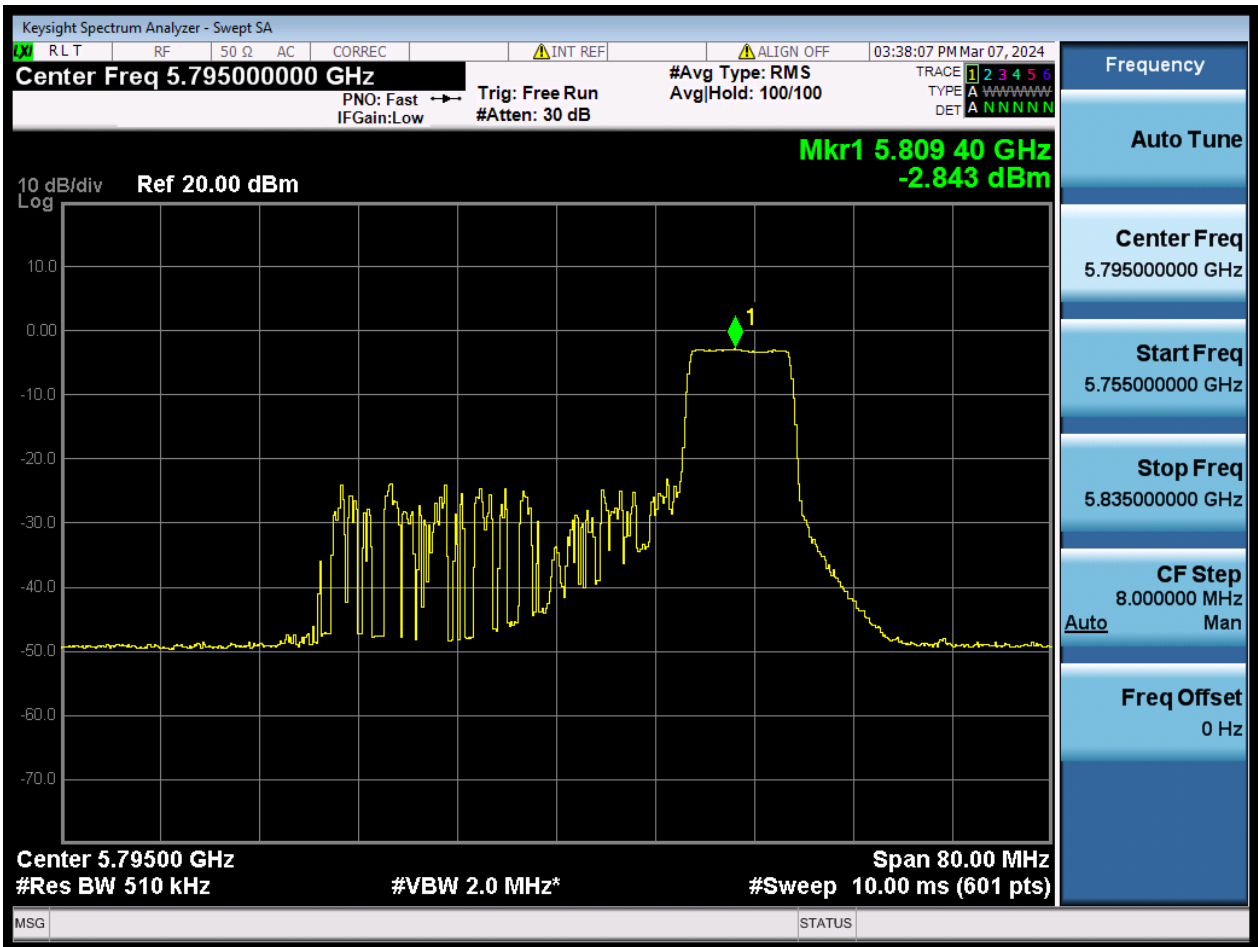 Keysight Spectrum Analyzer - Swept SA
LXI RLT RF 50 Ω AC CORREC INT REF ALIGN OFF 03:38:07 PM Mar 07, 2024
Center Freq 5.795000000 GHz
PNO: Fast
IFGain:Low
Trig: Free Run
#Atten: 30 dB
#Avg Type: RMS
Avg|Hold: 100/100
TRACE 1 2 3 4 5 6
TYPE A WWWWW
DET A N N N N N
Mkr1 5.809 40 GHz
-2.843 dBm
10 dB/div Ref 20.00 dBm
Log
10.0
0.00
-10.0
-20.0
-30.0
-40.0
-50.0
-60.0
-70.0
1
Center 5.79500 GHz Span 80.00 MHz
#Res BW 510 kHz #VBW 2.0 MHz* #Sweep 10.00 ms (601 pts)
MSG STATUS
Frequency
Auto Tune
Center Freq
5.795000000 GHz
Start Freq
5.755000000 GHz
Stop Freq
5.835000000 GHz
CF Step
8.000000 MHz
Auto Man
Freq Offset
0 Hz